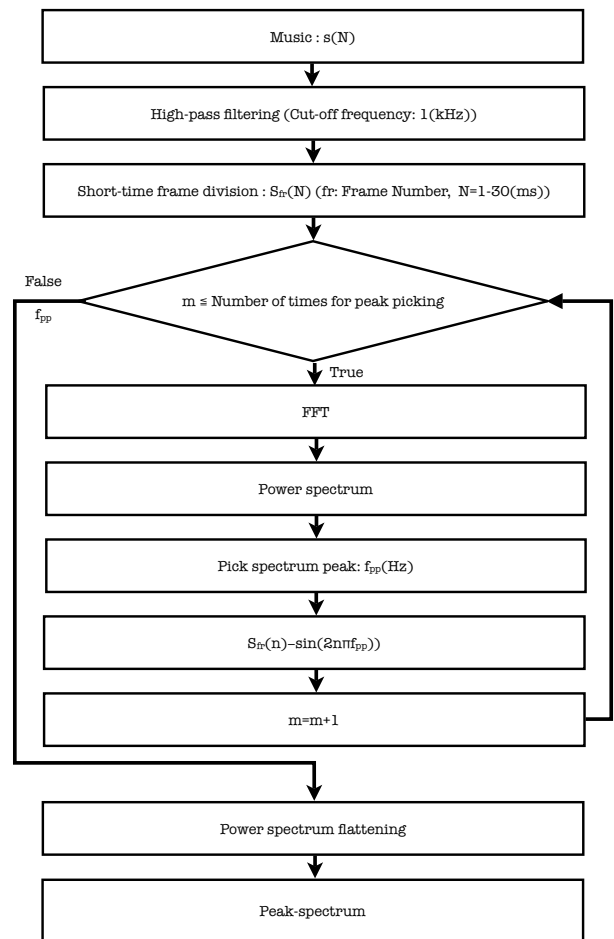 Music : s(N)
High-pass filtering (Cut-off frequency: 1(kHz))
Short-time frame division : Sfr(N) (fr: Frame Number, N=1-30(ms))
False
m ≤ Number of times for peak picking
fpp
True
FFT
Power spectrum
Pick spectrum peak: fpp(Hz)
Sfr(n)–sin(2nπfpp))
m=m+1
Power spectrum flattening
Peak-spectrum